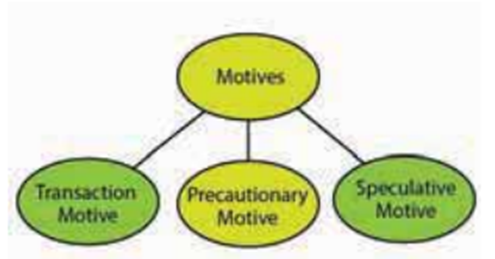 Motives
Transaction
Motive
Precautionary
Motive
Speculative
Motive